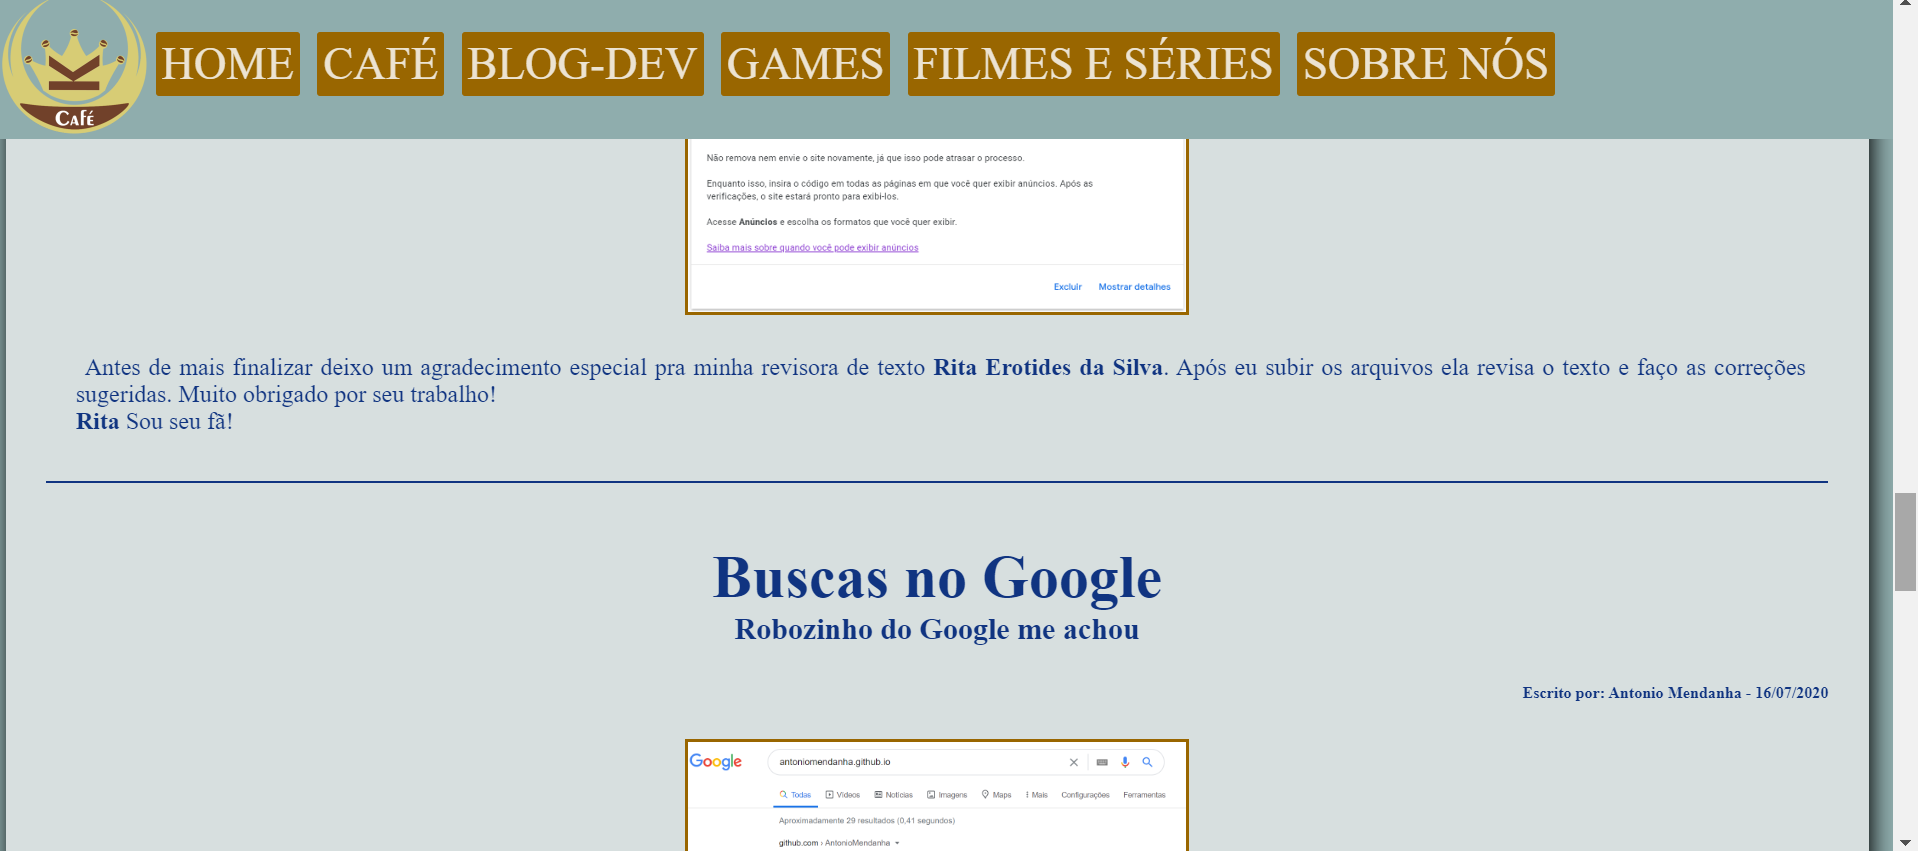 Café
HOME CAFÉ BLOG-DEV GAMES FILMES E SÉRIES SOBRE NÓS
Não remova nem envie o site novamente, já que isso pode atrasar o processo.
Enquanto isso, insira o código em todas as páginas em que você quer exibir anúncios. Após as
verificações, o site estará pronto para exibi-los.
Acesse Anúncios e escolha os formatos que você quer exibir.
Saiba mais sobre quando você pode exibir anúncios
Excluir Mostrar detalhes
Antes de mais finalizar deixo um agradecimento especial pra minha revisora de texto Rita Erotides da Silva. Após eu subir os arquivos ela revisa o texto e faço as correções
sugeridas. Muito obrigado por seu trabalho!
Rita Sou seu fã!
Buscas no Google
Robozinho do Google me achou
Escrito por: Antonio Mendanha - 16/07/2020
Google antoniomendanha.github.io
Todas Vídeos Notícias Imagens Maps Mais Configurações Ferramentas
Aproximadamente 29 resultados (0,41 segundos)
github.com › AntonioMendanha